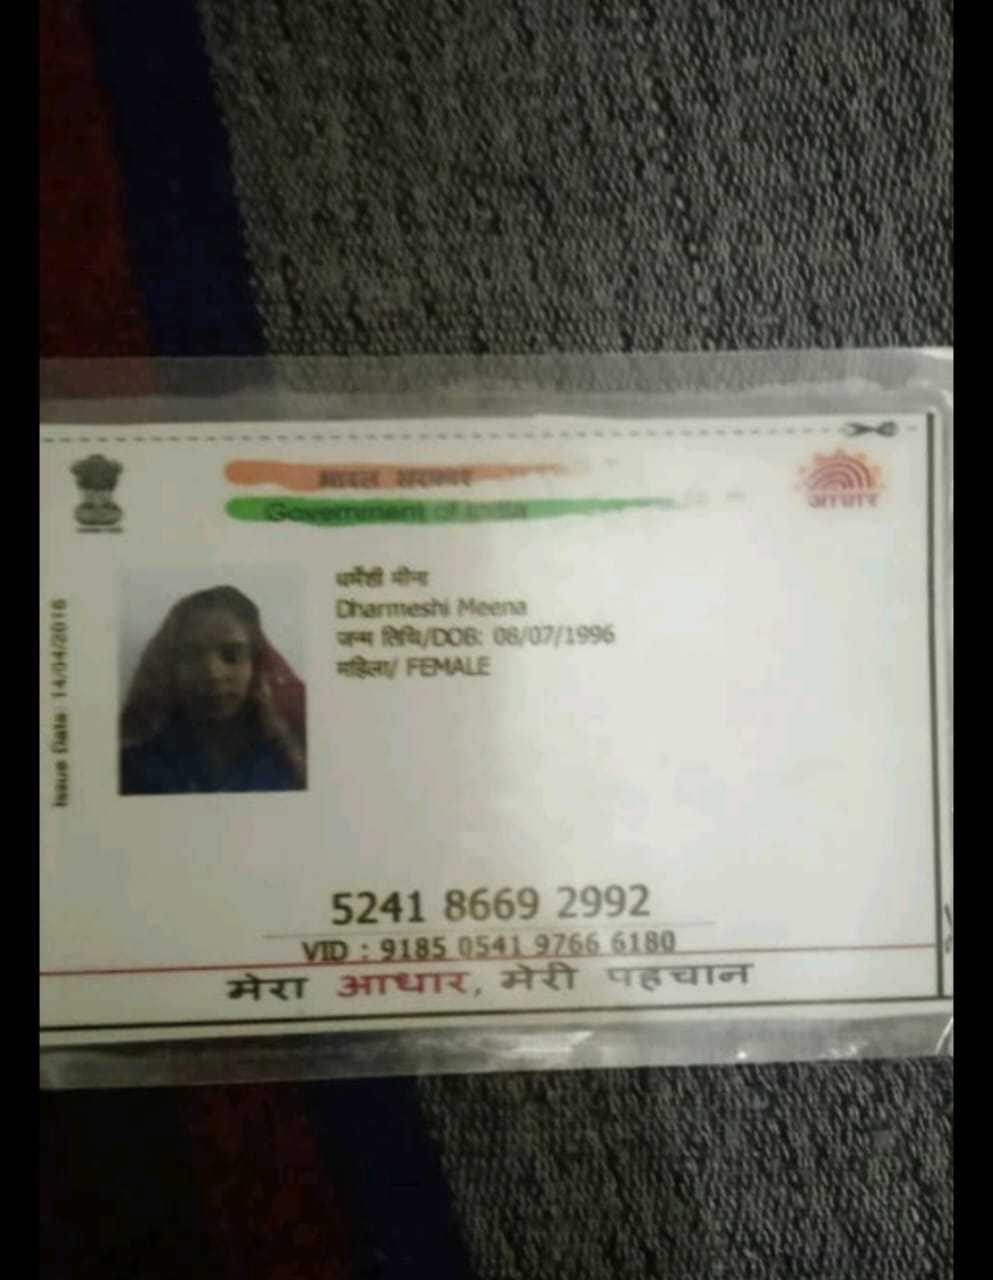 भारत सरकार
Government of India
आधार
Issue Date: 14/04/2016
धर्मेशी मीना
Dharmeshi Meena
जन्म तिथि/DOB: 08/07/1996
महिला/ FEMALE
5241 8669 2992
VID : 9185 0541 9766 6180
मेरा आधार, मेरी पहचान